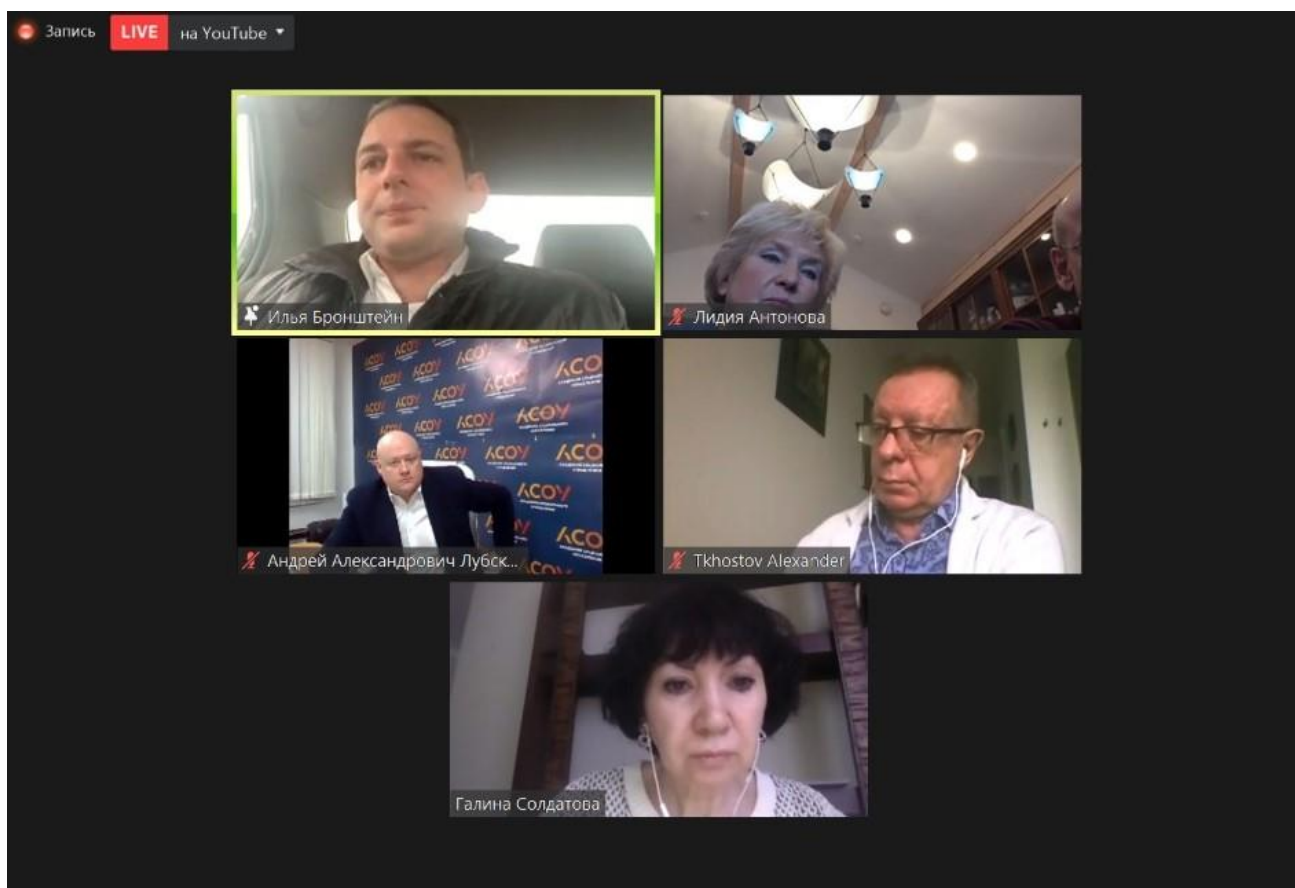 Запись LIVE на YouTube
Илья Бронштейн
Лидия Антонова
АСОУ
Андрей Александрович Лубск...
Tkhostov Alexander
Галина Солдатова